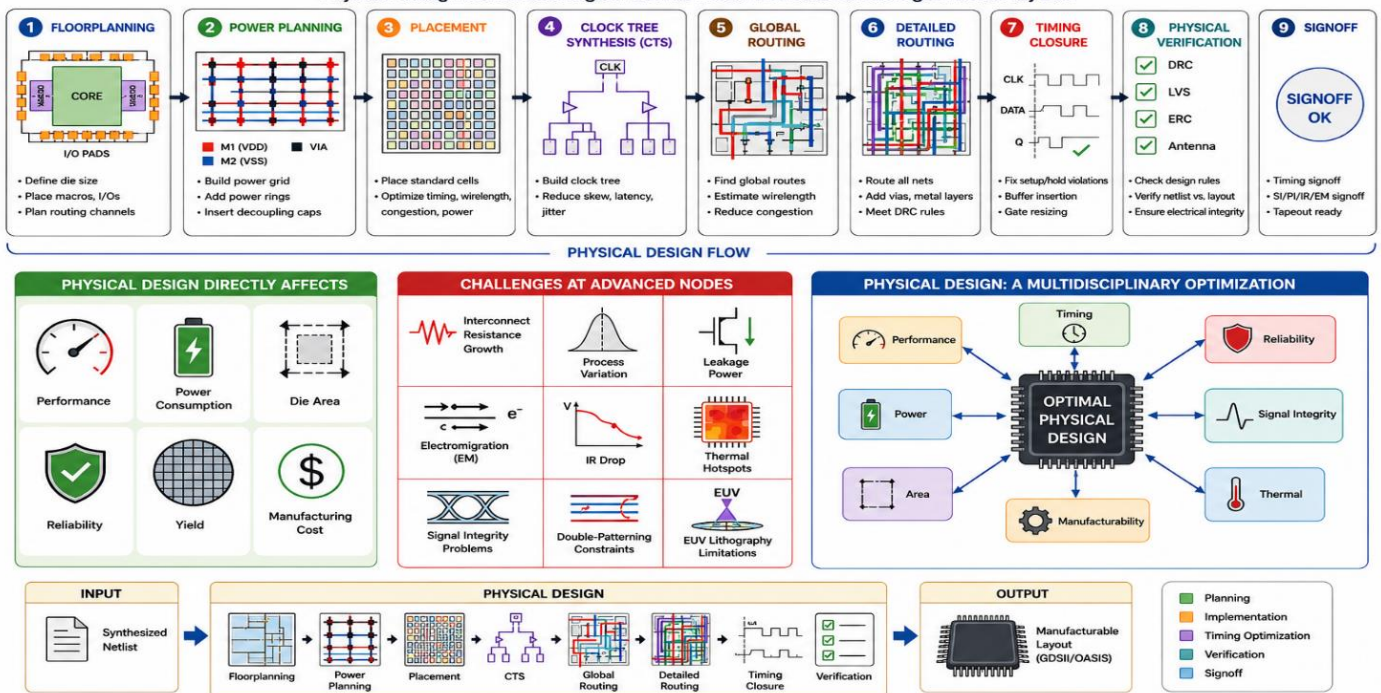 1 FLOORPLANNING
MACRO
CORE
MACRO
I/O PADS
• Define die size
• Place macros, I/Os
• Plan routing channels
2 POWER PLANNING
M1 (VDD)
VIA
M2 (VSS)
• Build power grid
• Add power rings
• Insert decoupling caps
3 PLACEMENT
• Place standard cells
• Optimize timing, wirelength,
congestion, power
4 CLOCK TREE
SYNTHESIS (CTS)
CLK
• Build clock tree
• Reduce skew, latency,
jitter
5 GLOBAL
ROUTING
• Find global routes
• Estimate wirelength
• Reduce congestion
6 DETAILED
ROUTING
• Route all nets
• Add vias, metal layers
• Meet DRC rules
7 TIMING
CLOSURE
CLK
DATA
Q
• Fix setup/hold violations
• Buffer insertion
• Gate resizing
8 PHYSICAL
VERIFICATION
DRC
LVS
ERC
Antenna
• Check design rules
• Verify netlist vs. layout
• Ensure electrical integrity
9 SIGNOFF
SIGNOFF
OK
• Timing signoff
• SI/PI/IR/EM signoff
• Tapeout ready
PHYSICAL DESIGN FLOW
PHYSICAL DESIGN DIRECTLY AFFECTS
Performance
Power
Consumption
Die Area
Reliability
Yield
$
Manufacturing
Cost
CHALLENGES AT ADVANCED NODES
Interconnect
Resistance
Growth
Process
Variation
Leakage
Power
e⁻
c
Electromigration
(EM)
V
IR Drop
Thermal
Hotspots
Signal Integrity
Problems
Double-Patterning
Constraints
EUV
EUV Lithography
Limitations
PHYSICAL DESIGN: A MULTIDISCIPLINARY OPTIMIZATION
Timing
Performance
Reliability
OPTIMAL
PHYSICAL
DESIGN
Power
Signal Integrity
Area
Thermal
Manufacturability
INPUT
Synthesized
Netlist
PHYSICAL DESIGN
Floorplanning
Power
Planning
Placement
CTS
Global
Routing
Detailed
Routing
Timing
Closure
Verification
OUTPUT
Manufacturable
Layout
(GDSII/OASIS)
Planning
Implementation
Timing Optimization
Verification
Signoff